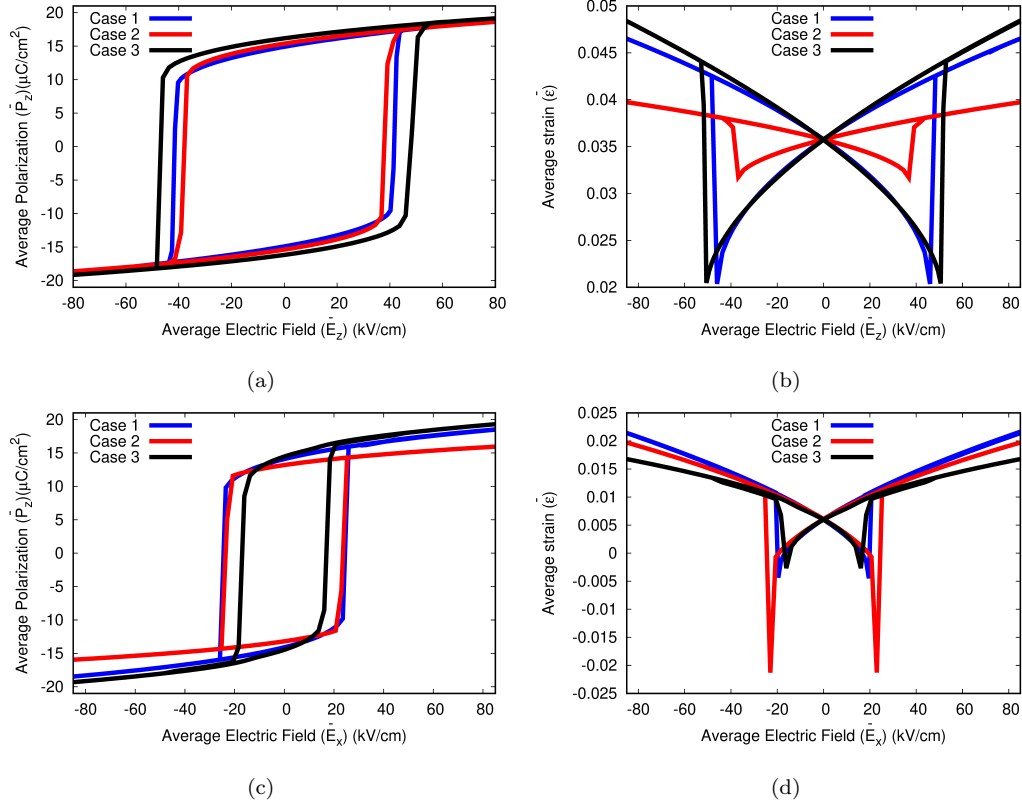 Case 1
Case 2
Case 3
20
15
10
5
0
-5
-10
-15
-20
-80 -60 -40 -20 0 20 40 60 80
Average Polarization (P̄z)(μC/cm²)
Average Electric Field (Ēz) (kV/cm)
(a)
Case 1
Case 2
Case 3
0.05
0.045
0.04
0.035
0.03
0.025
0.02
-80 -60 -40 -20 0 20 40 60 80
Average strain (ε̄)
Average Electric Field (Ēz) (kV/cm)
(b)
Case 1
Case 2
Case 3
20
15
10
5
0
-5
-10
-15
-20
-80 -60 -40 -20 0 20 40 60 80
Average Polarization (P̄z)(μC/cm²)
Average Electric Field (Ēx) (kV/cm)
(c)
Case 1
Case 2
Case 3
0.025
0.02
0.015
0.01
0.005
0
-0.005
-0.01
-0.015
-0.02
-0.025
-80 -60 -40 -20 0 20 40 60 80
Average strain (ε̄)
Average Electric Field (Ēx) (kV/cm)
(d)